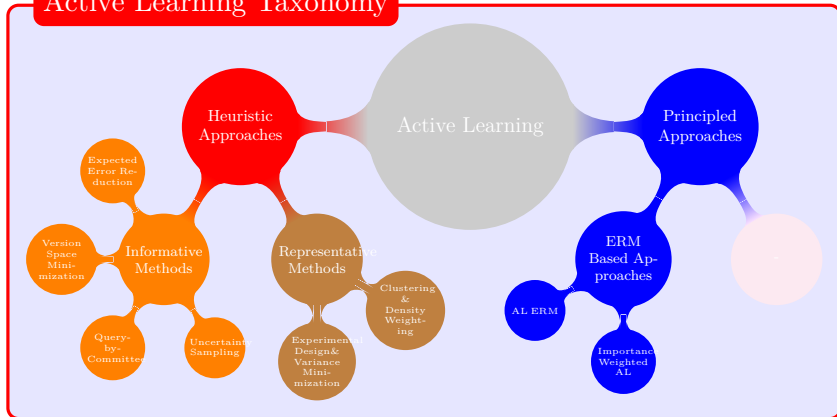 Active Learning Taxonomy
Active Learning
Heuristic
Approaches
Principled
Approaches
Expected
Error Re-
duction
Version
Space
Mini-
mization
Informative
Methods
Query-
by-
Committee
Uncertainty
Sampling
Representative
Methods
Clustering
&
Density
Weight-
ing
Experimental
Design&
Variance
Mini-
mization
ERM
Based Ap-
proaches
AL ERM
Importance
Weighted
AL